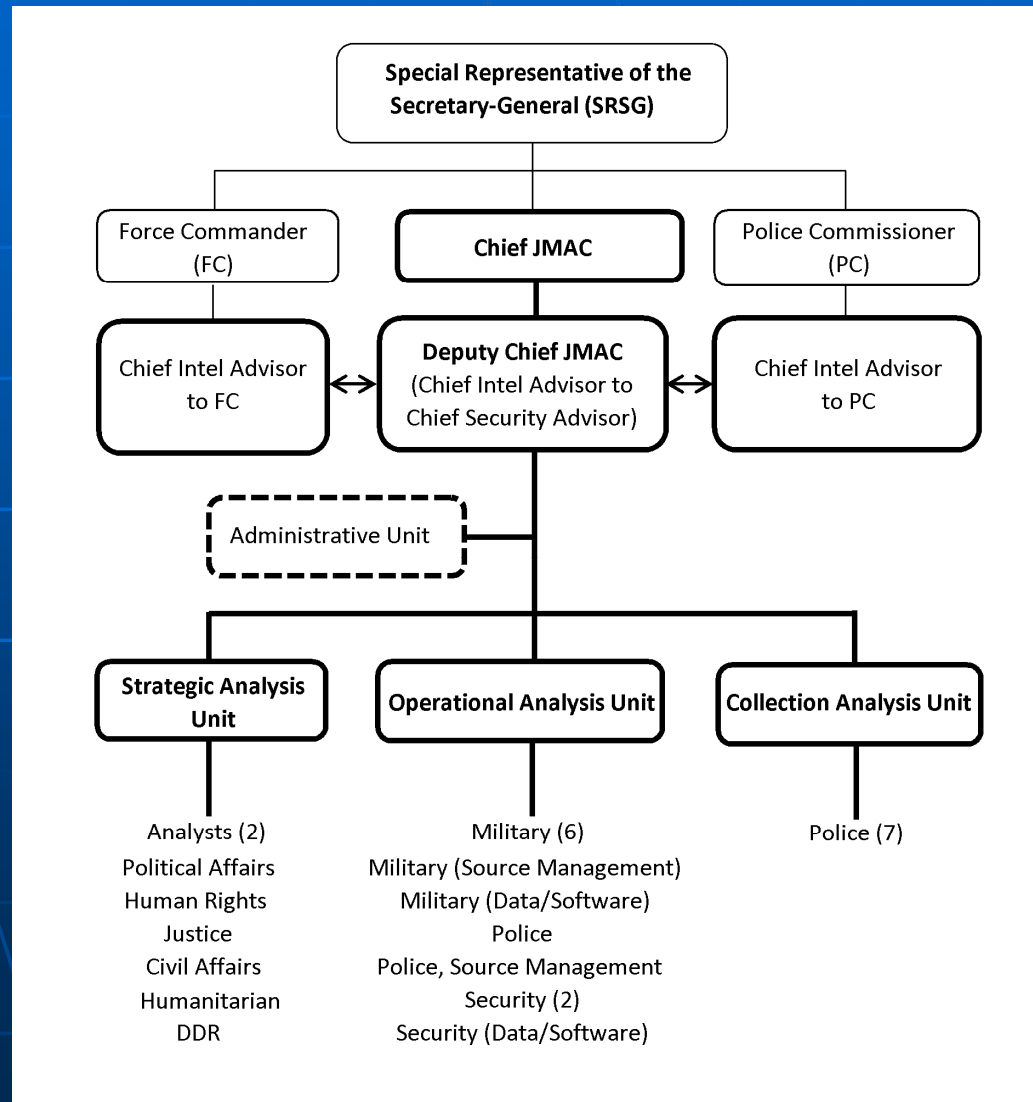 Special Representative of the
Secretary-General (SRSG)
Force Commander
(FC)
Chief JMAC
Police Commissioner
(PC)
Chief Intel Advisor
to FC
Deputy Chief JMAC
(Chief Intel Advisor to
Chief Security Advisor)
Chief Intel Advisor
to PC
Administrative Unit
Strategic Analysis
Unit
Operational Analysis Unit
Collection Analysis Unit
Analysts (2)
Political Affairs
Human Rights
Justice
Civil Affairs
Humanitarian
DDR
Military (6)
Military (Source Management)
Military (Data/Software)
Police
Police, Source Management
Security (2)
Security (Data/Software)
Police (7)